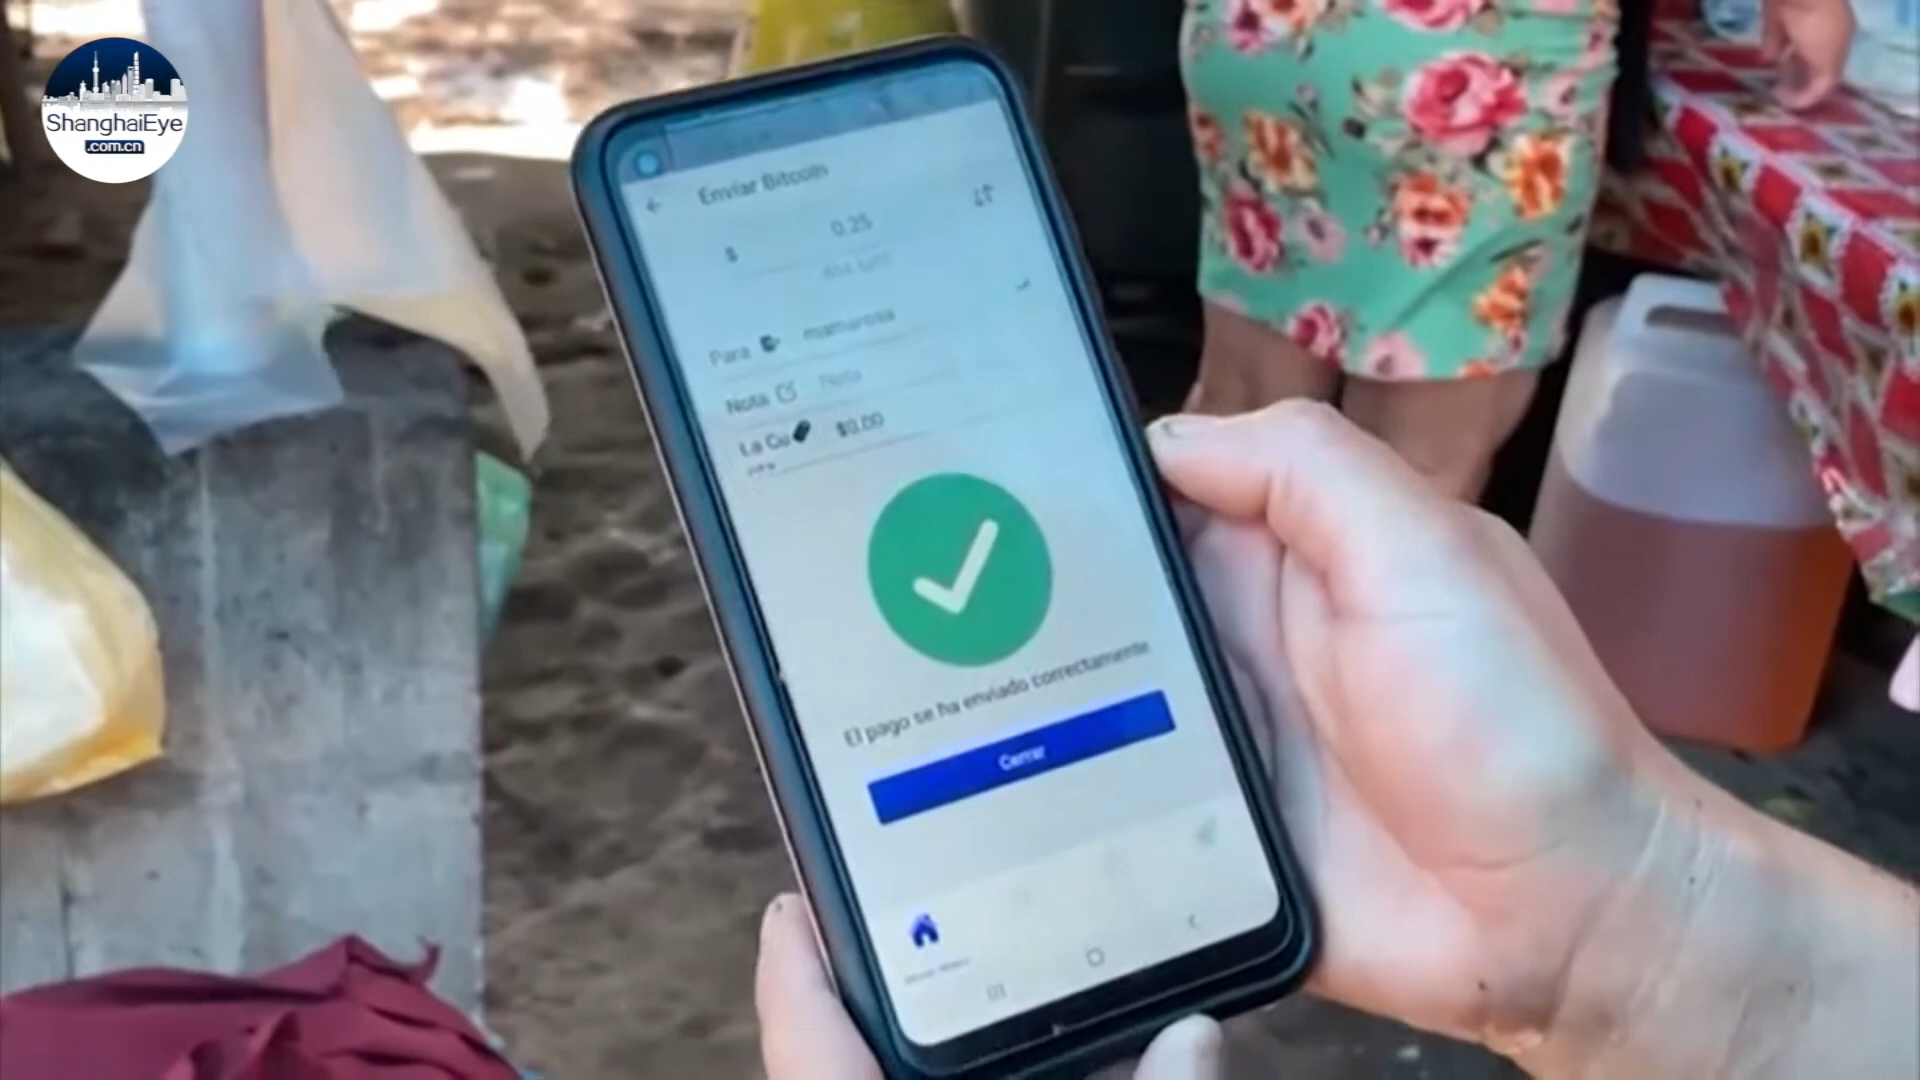 ShanghaiEye
.com.cn
Enviar Bitcoin
$ 0.25
Para mamarosa
Nota Nota
$0.00
El pago se ha enviado correctamente
Cerrar